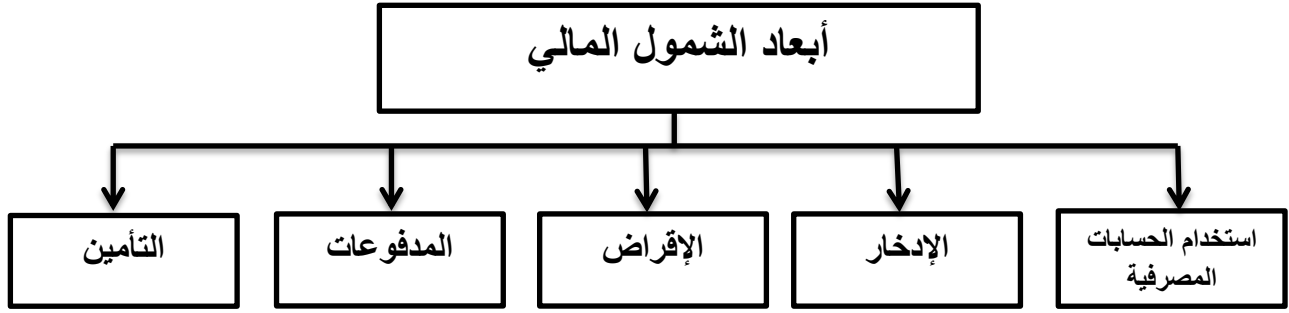 أبعاد الشمول المالي
استخدام الحسابات
المصرفية
الإدخار
الإقراض
المدفوعات
التأمين